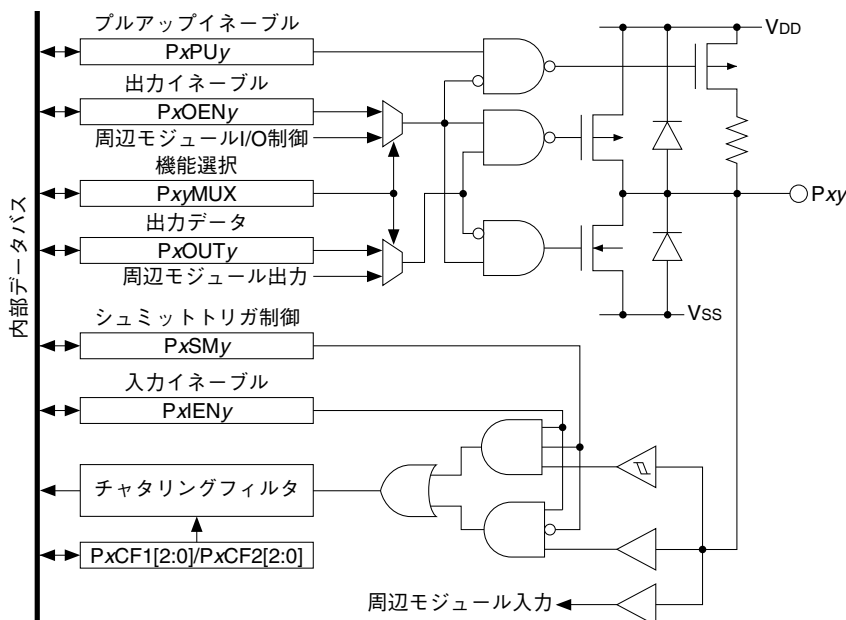 プルアップイネーブル
PxPUy
出力イネーブル
PxOENy
周辺モジュールI/O制御
機能選択
PxyMUX
出力データ
PxOUTy
周辺モジュール出力
シュミットトリガ制御
PxSMy
入力イネーブル
PxIENy
チャタリングフィルタ
PxCF1[2:0]/PxCF2[2:0]
内部データバス
VDD
Pxy
VSS
周辺モジュール入力